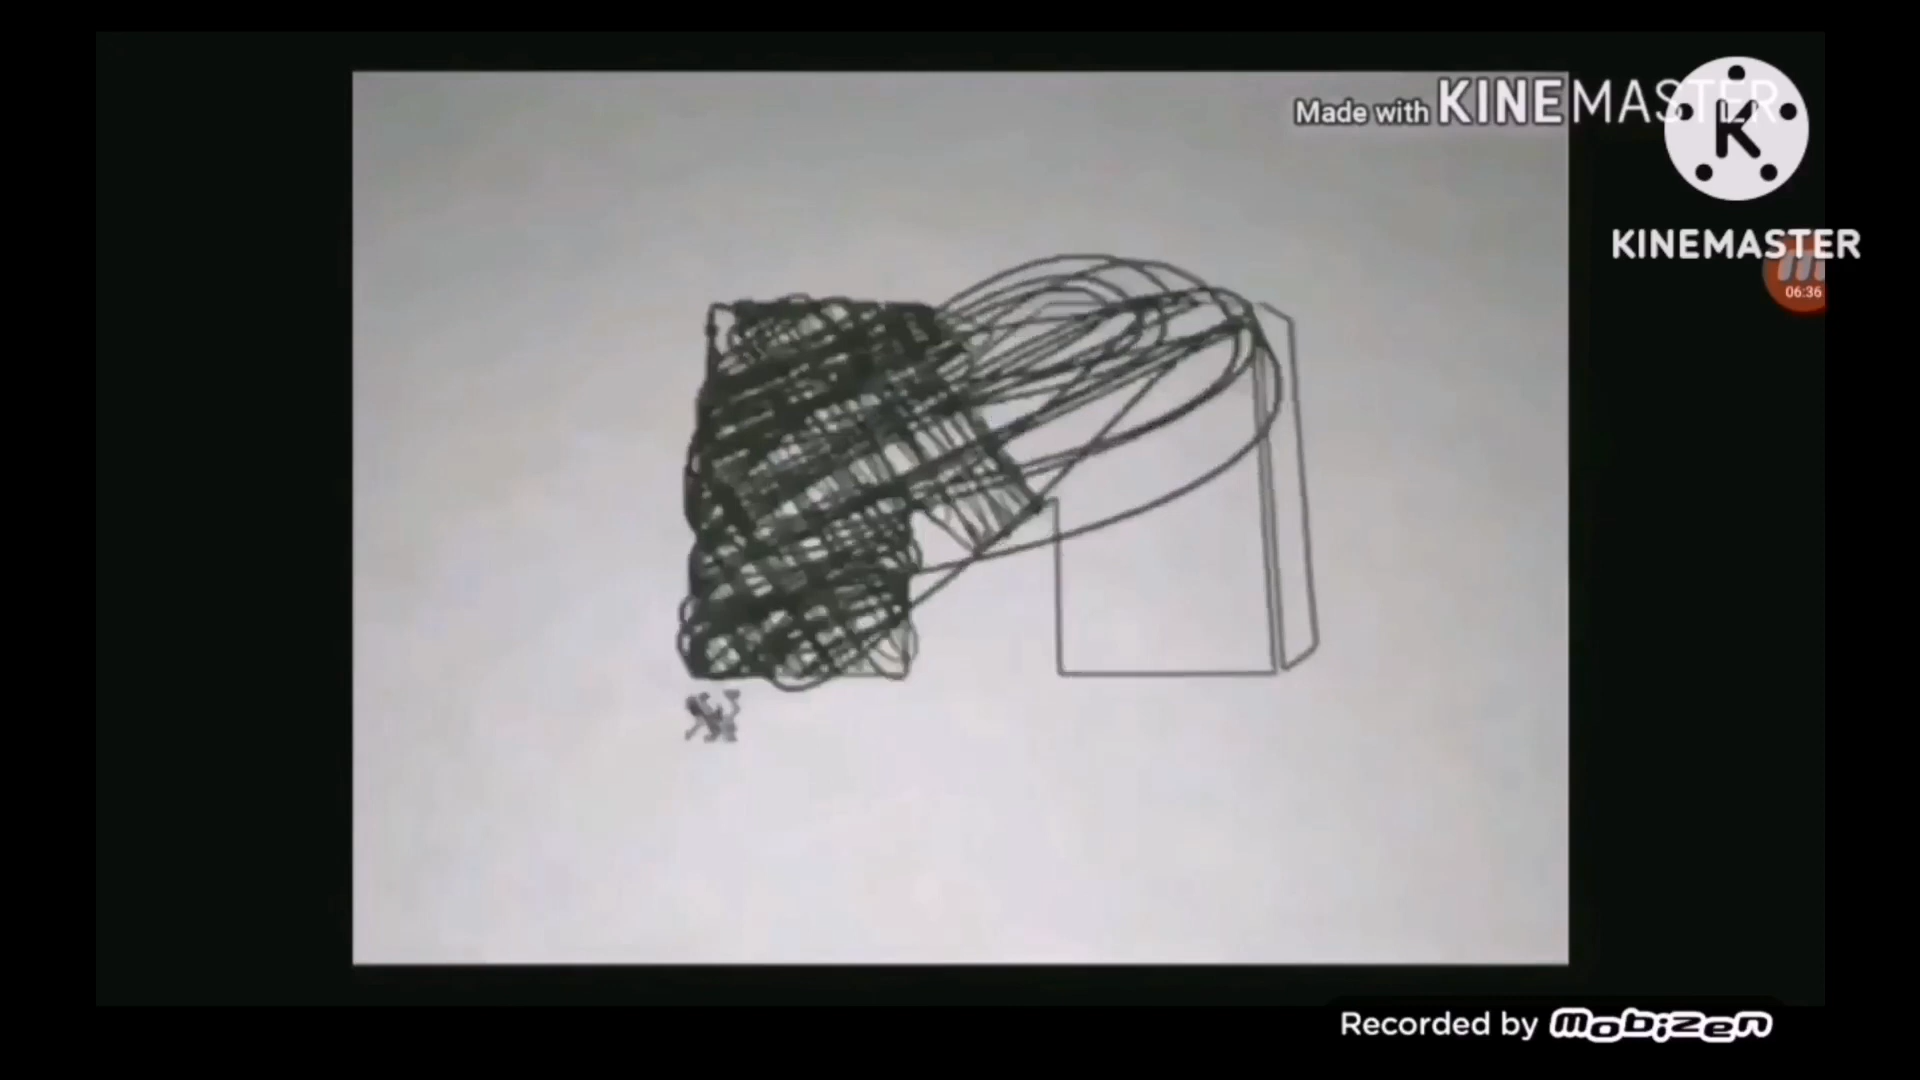 Made with KINEMASTER
K
KINEMASTER
06:36
Recorded by mobizen